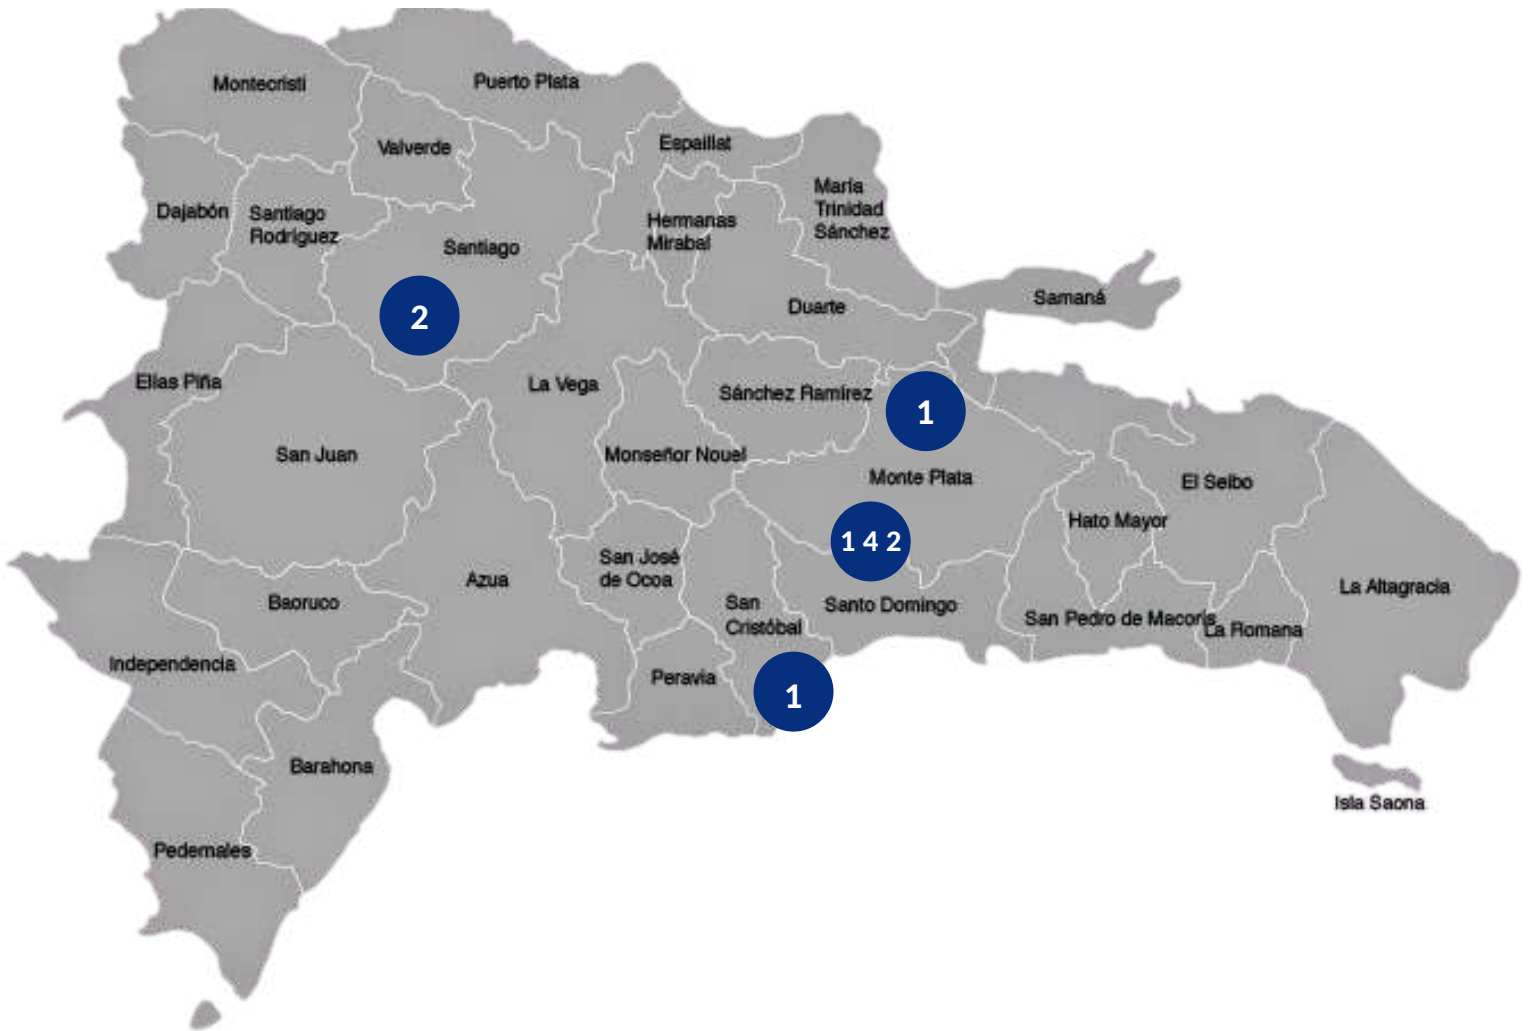 Montecristi
Puerto Plata
Valverde
Espaillat
Dajabón
Santiago
Rodríguez
Santiago
Hermanas
Mirabal
María
Trinidad
Sánchez
2
Duarte
Samaná
Elías Piña
La Vega
Sánchez Ramírez
1
San Juan
Monseñor Nouel
Monte Plata
El Seibo
Hato Mayor
1 4 2
Azua
San José
de Ocoa
La Altagracia
Baoruco
San
Cristóbal
Santo Domingo
San Pedro de Macorís
La Romana
Independencia
Peravia
1
Barahona
Isla Saona
Pedernales